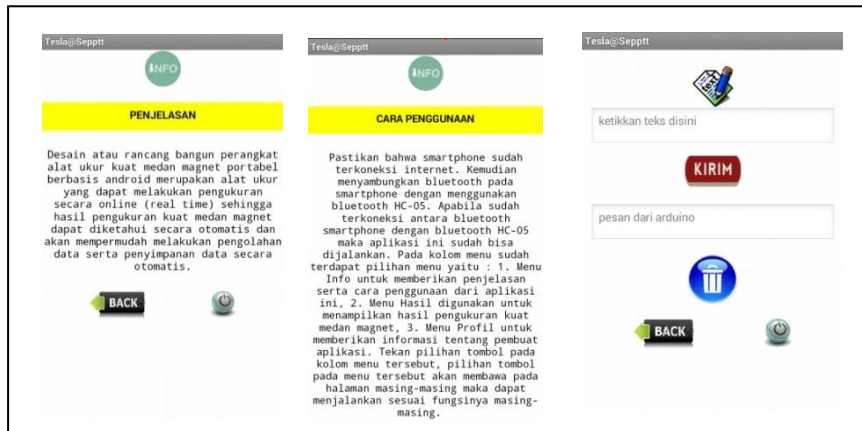 Tesla@Sepptt
INFO
PENJELASAN
Desain atau rancang bangun perangkat
alat ukur kuat medan magnet portabel
berbasis android merupakan alat ukur
yang dapat melakukan pengukuran
secara online (real time) sehingga
hasil pengukuran kuat medan magnet
dapat diketahui secara otomatis dan
akan mempermudah melakukan pengolahan
data serta penyimpanan data secara
otomatis.
BACK
Tesla@Sepptt
INFO
CARA PENGGUNAAN
Pastikan bahwa smartphone sudah
terkoneksi internet. Kemudian
menyambungkan bluetooth pada
smartphone dengan menggunakan
bluetooth HC-05. Apabila sudah
terkoneksi antara bluetooth
smartphone dengan bluetooth HC-05
maka aplikasi ini sudah bisa
dijalankan. Pada kolom menu sudah
terdapat pilihan menu yaitu : 1. Menu
Info untuk memberikan penjelasan
serta cara penggunaan dari aplikasi
ini, 2. Menu Hasil digunakan untuk
menampilkan hasil pengukuran kuat
medan magnet, 3. Menu Profil untuk
memberikan informasi tentang pembuat
aplikasi. Tekan pilihan tombol pada
kolom menu tersebut, pilihan tombol
pada menu tersebut akan membawa pada
halaman masing-masing maka dapat
menjalankan sesuai fungsinya masing-
masing.
Tesla@Sepptt
text
ketikkan teks disini
KIRIM
pesan dari arduino
BACK